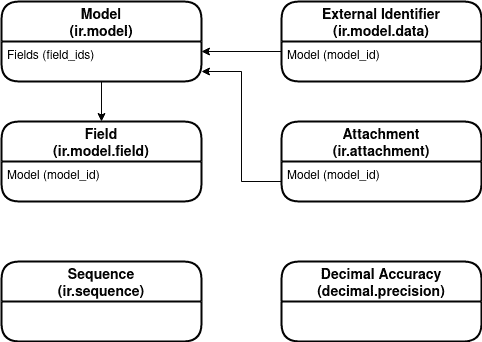 Model
(ir.model)
Fields (field_ids)
External Identifier
(ir.model.data)
Model (model_id)
Field
(ir.model.field)
Model (model_id)
Attachment
(ir.attachment)
Model (model_id)
Sequence
(ir.sequence)
Decimal Accuracy
(decimal.precision)